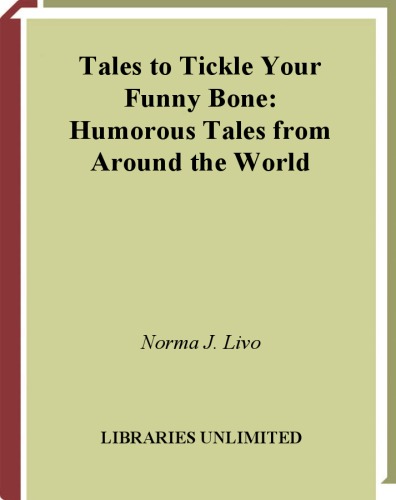 Tales to Tickle Your
Funny Bone:
Humorous Tales from
Around the World
Norma J. Livo
LIBRARIES UNLIMITED